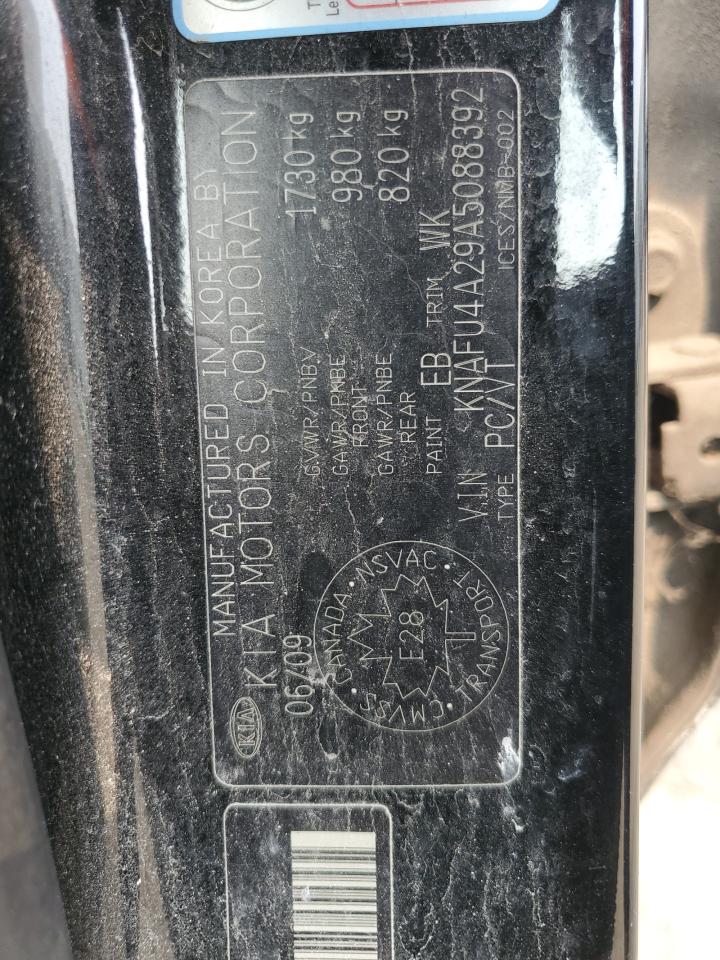 MANUFACTURED IN KOREA BY
KIA KIA MOTORS CORPORATION
06/09 GVWR/PNBV 1730 kg
GAWR/PNBE FRONT 980 kg
GAWR/PNBE REAR 820 kg
PAINT EB TRIM WK
V.I.N KNAFU4A29A5088392
TYPE PC/VT ICES/NMB-002
CANADA • NSVAC • TRANSPORT • CMVSS
E28